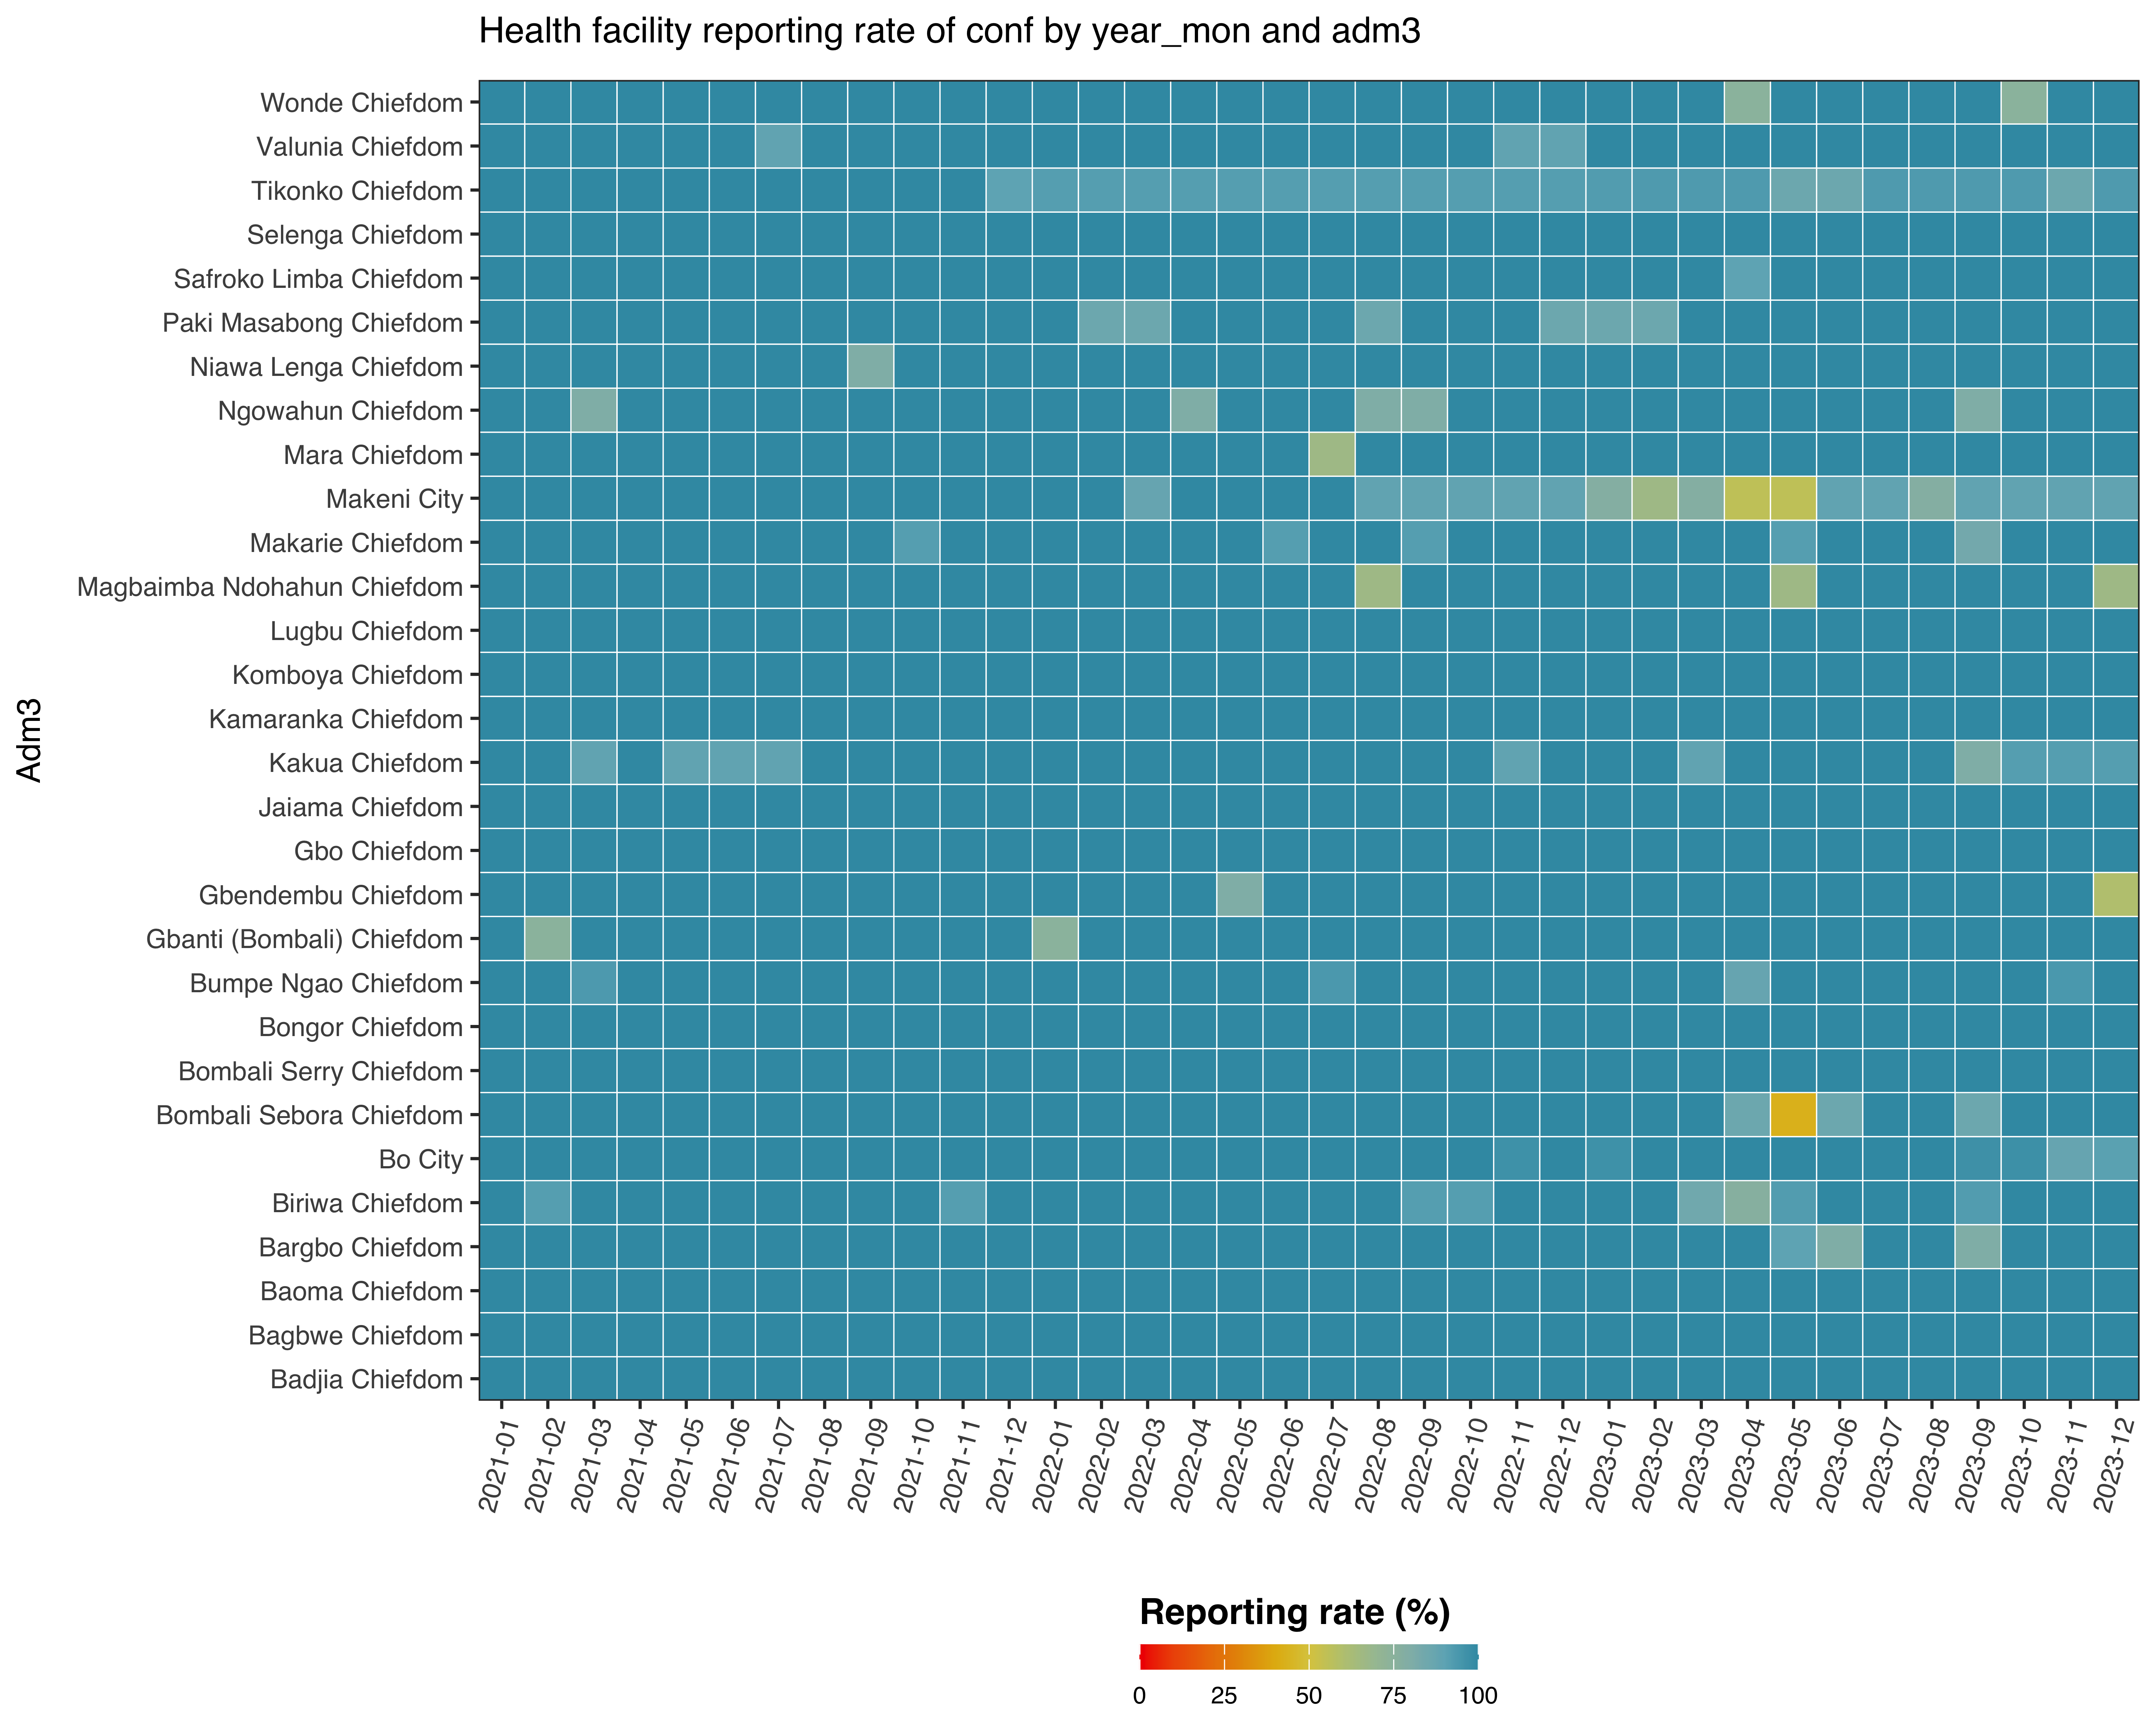 Health facility reporting rate of conf by year_mon and adm3
Wonde Chiefdom
Valunia Chiefdom
Tikonko Chiefdom
Selenga Chiefdom
Safroko Limba Chiefdom
Paki Masabong Chiefdom
Niawa Lenga Chiefdom
Ngowahun Chiefdom
Mara Chiefdom
Makeni City
Makarie Chiefdom
Magbaimba Ndohahun Chiefdom
Lugbu Chiefdom
Komboya Chiefdom
Kamaranka Chiefdom
Kakua Chiefdom
Jaiama Chiefdom
Gbo Chiefdom
Gbendembu Chiefdom
Gbanti (Bombali) Chiefdom
Bumpe Ngao Chiefdom
Bongor Chiefdom
Bombali Serry Chiefdom
Bombali Sebora Chiefdom
Bo City
Biriwa Chiefdom
Bargbo Chiefdom
Baoma Chiefdom
Bagbwe Chiefdom
Badjia Chiefdom
Adm3
2021-01
2021-02
2021-03
2021-04
2021-05
2021-06
2021-07
2021-08
2021-09
2021-10
2021-11
2021-12
2022-01
2022-02
2022-03
2022-04
2022-05
2022-06
2022-07
2022-08
2022-09
2022-10
2022-11
2022-12
2023-01
2023-02
2023-03
2023-04
2023-05
2023-06
2023-07
2023-08
2023-09
2023-10
2023-11
2023-12
Reporting rate (%)
0 25 50 75 100